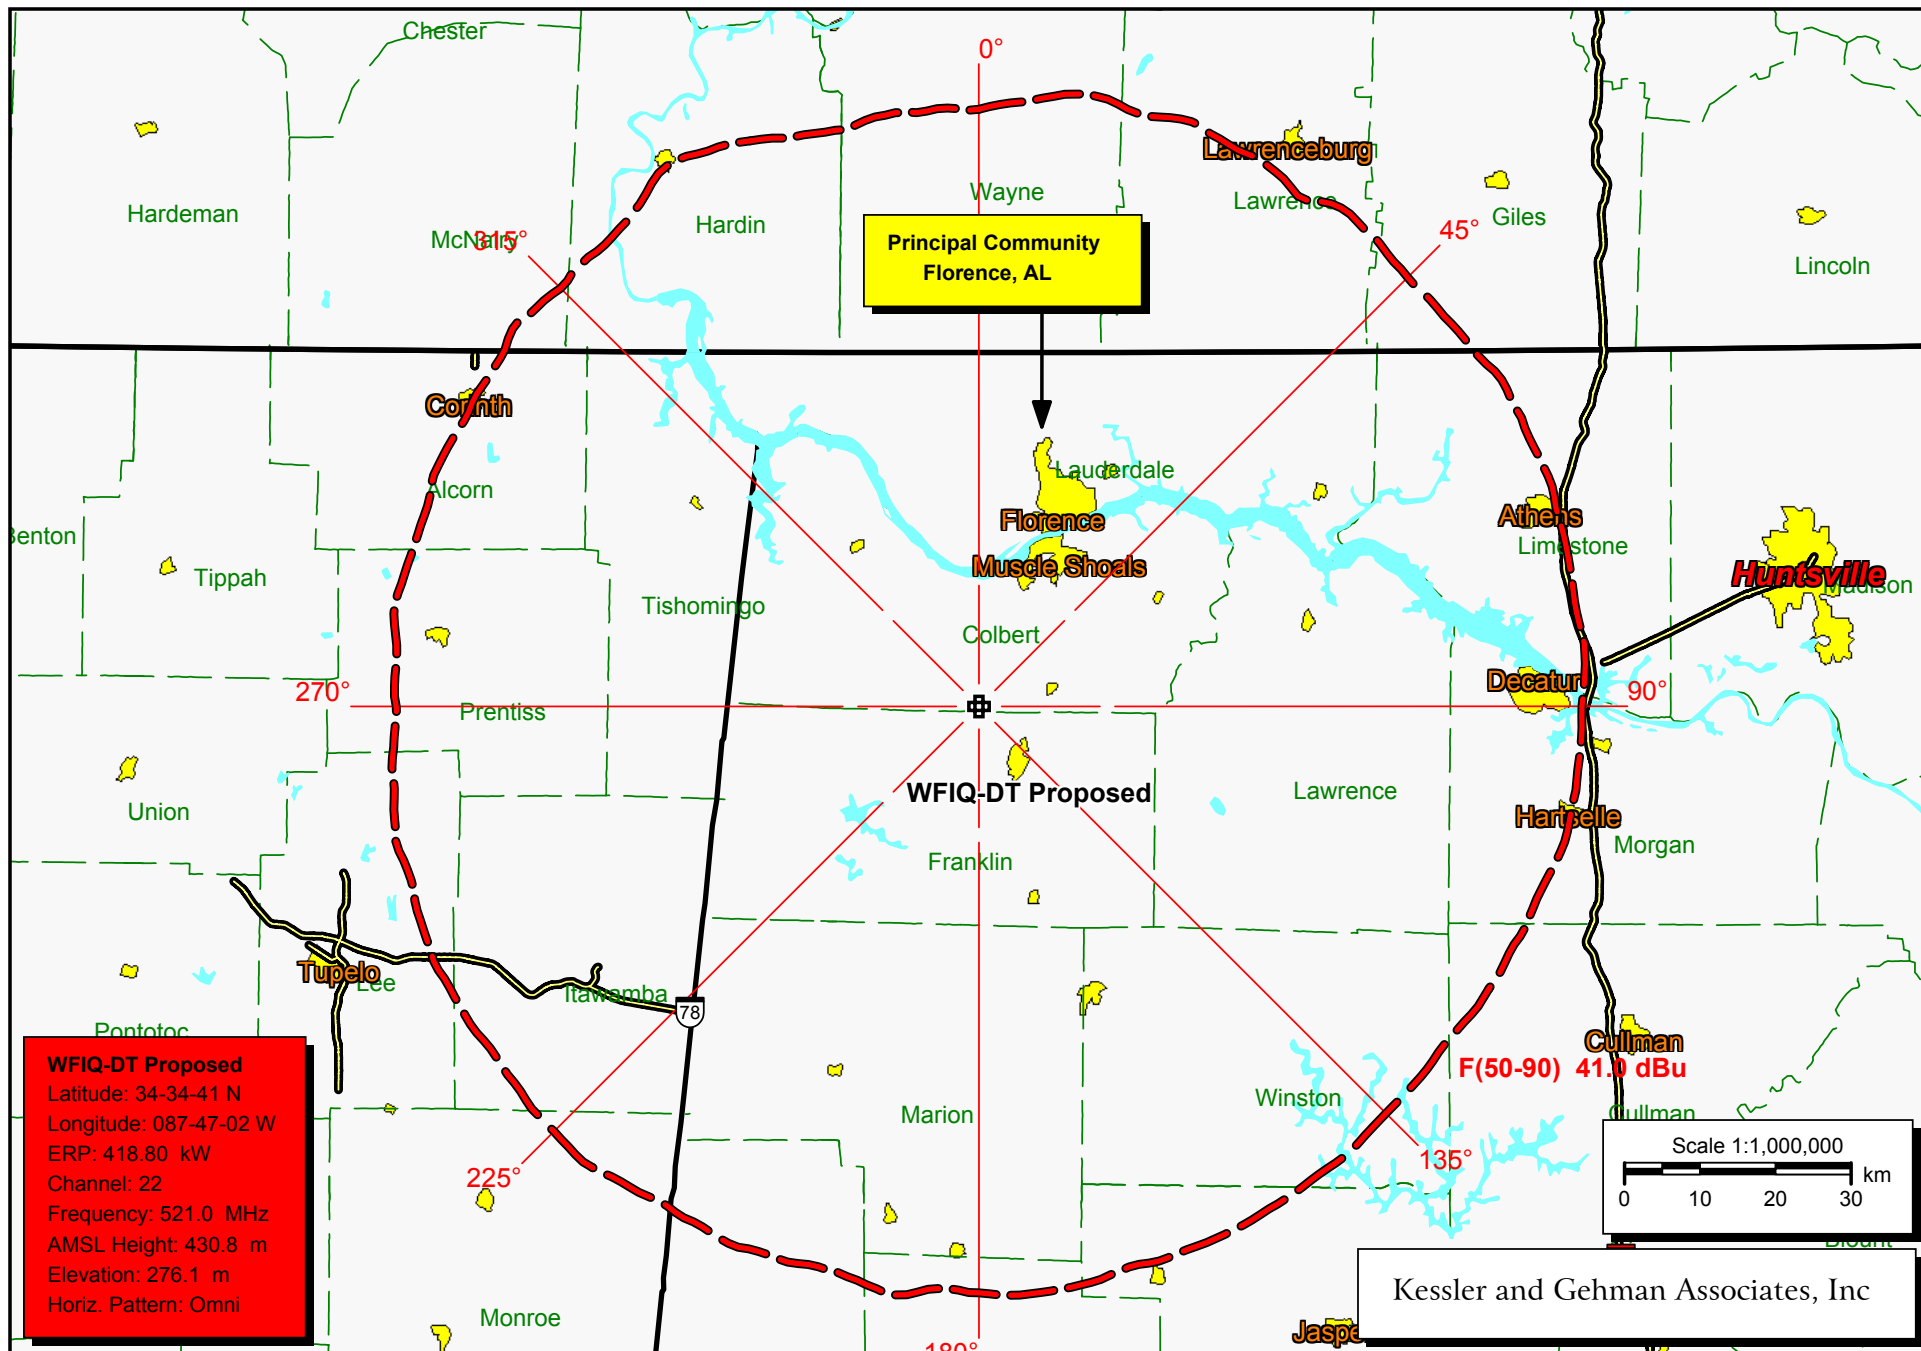 Chester
0°
Lawrenceburg
Wayne
Lawrence
Hardeman
Hardin
Giles
McNairy
315°
45°
Lincoln
Principal Community
Florence, AL
Corinth
Lauderdale
Alcorn
Florence
Athens
Benton
Limestone
Muscle Shoals
Huntsville
Madison
Tippah
Tishomingo
Colbert
Decatur
270°
90°
Prentiss
WFIQ-DT Proposed
Lawrence
Union
Hartselle
Morgan
Franklin
Tupelo
Lee
Itawamba
78
Pontotoc
Cullman
F(50-90) 41.0 dBu
WFIQ-DT Proposed
Latitude: 34-34-41 N
Longitude: 087-47-02 W
ERP: 418.80 kW
Channel: 22
Frequency: 521.0 MHz
AMSL Height: 430.8 m
Elevation: 276.1 m
Horiz. Pattern: Omni
Winston
Marion
Cullman
Scale 1:1,000,000
km
0 10 20 30
135°
225°
Blount
Kessler and Gehman Associates, Inc
Monroe
Jaspe
180°